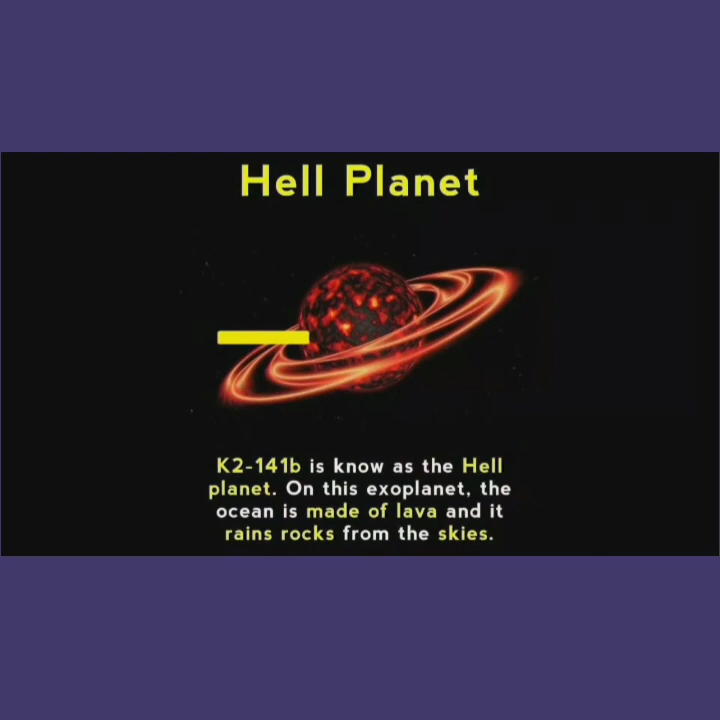 Hell Planet
K2-141b is know as the Hell
planet. On this exoplanet, the
ocean is made of lava and it
rains rocks from the skies.